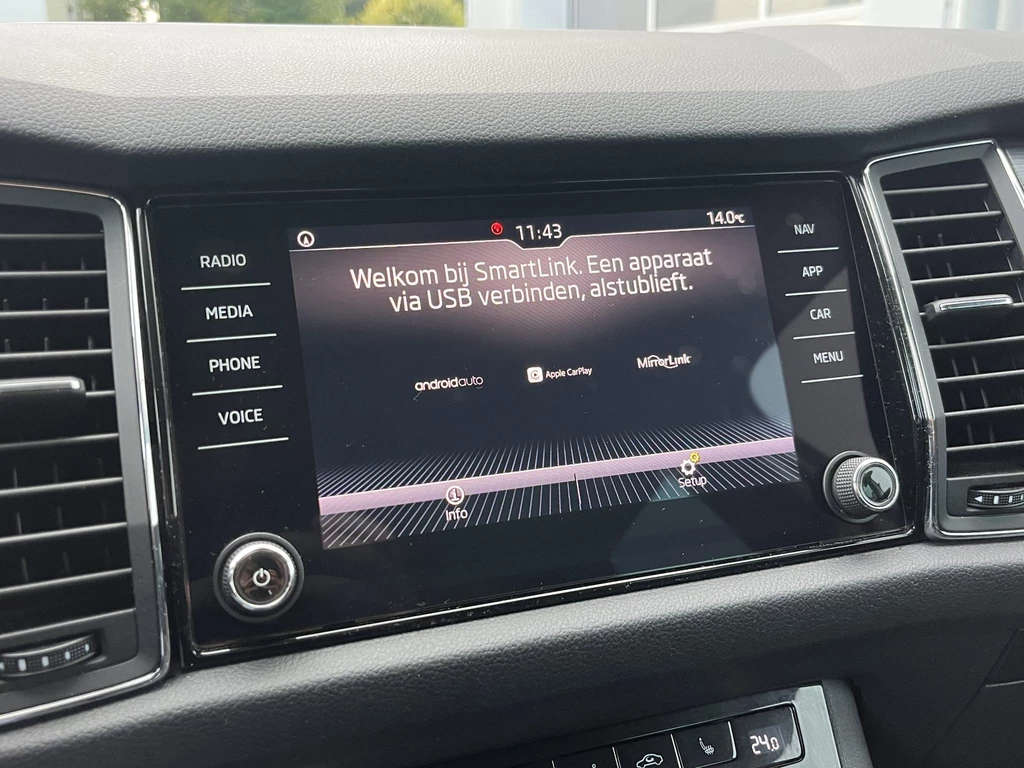 RADIO
MEDIA
PHONE
VOICE
11:43
14.0°C
Welkom bij SmartLink. Een apparaat
via USB verbinden, alstublieft.
androidauto
Apple CarPlay
MirrorLink
Info
Setup
NAV
APP
CAR
MENU
24.0